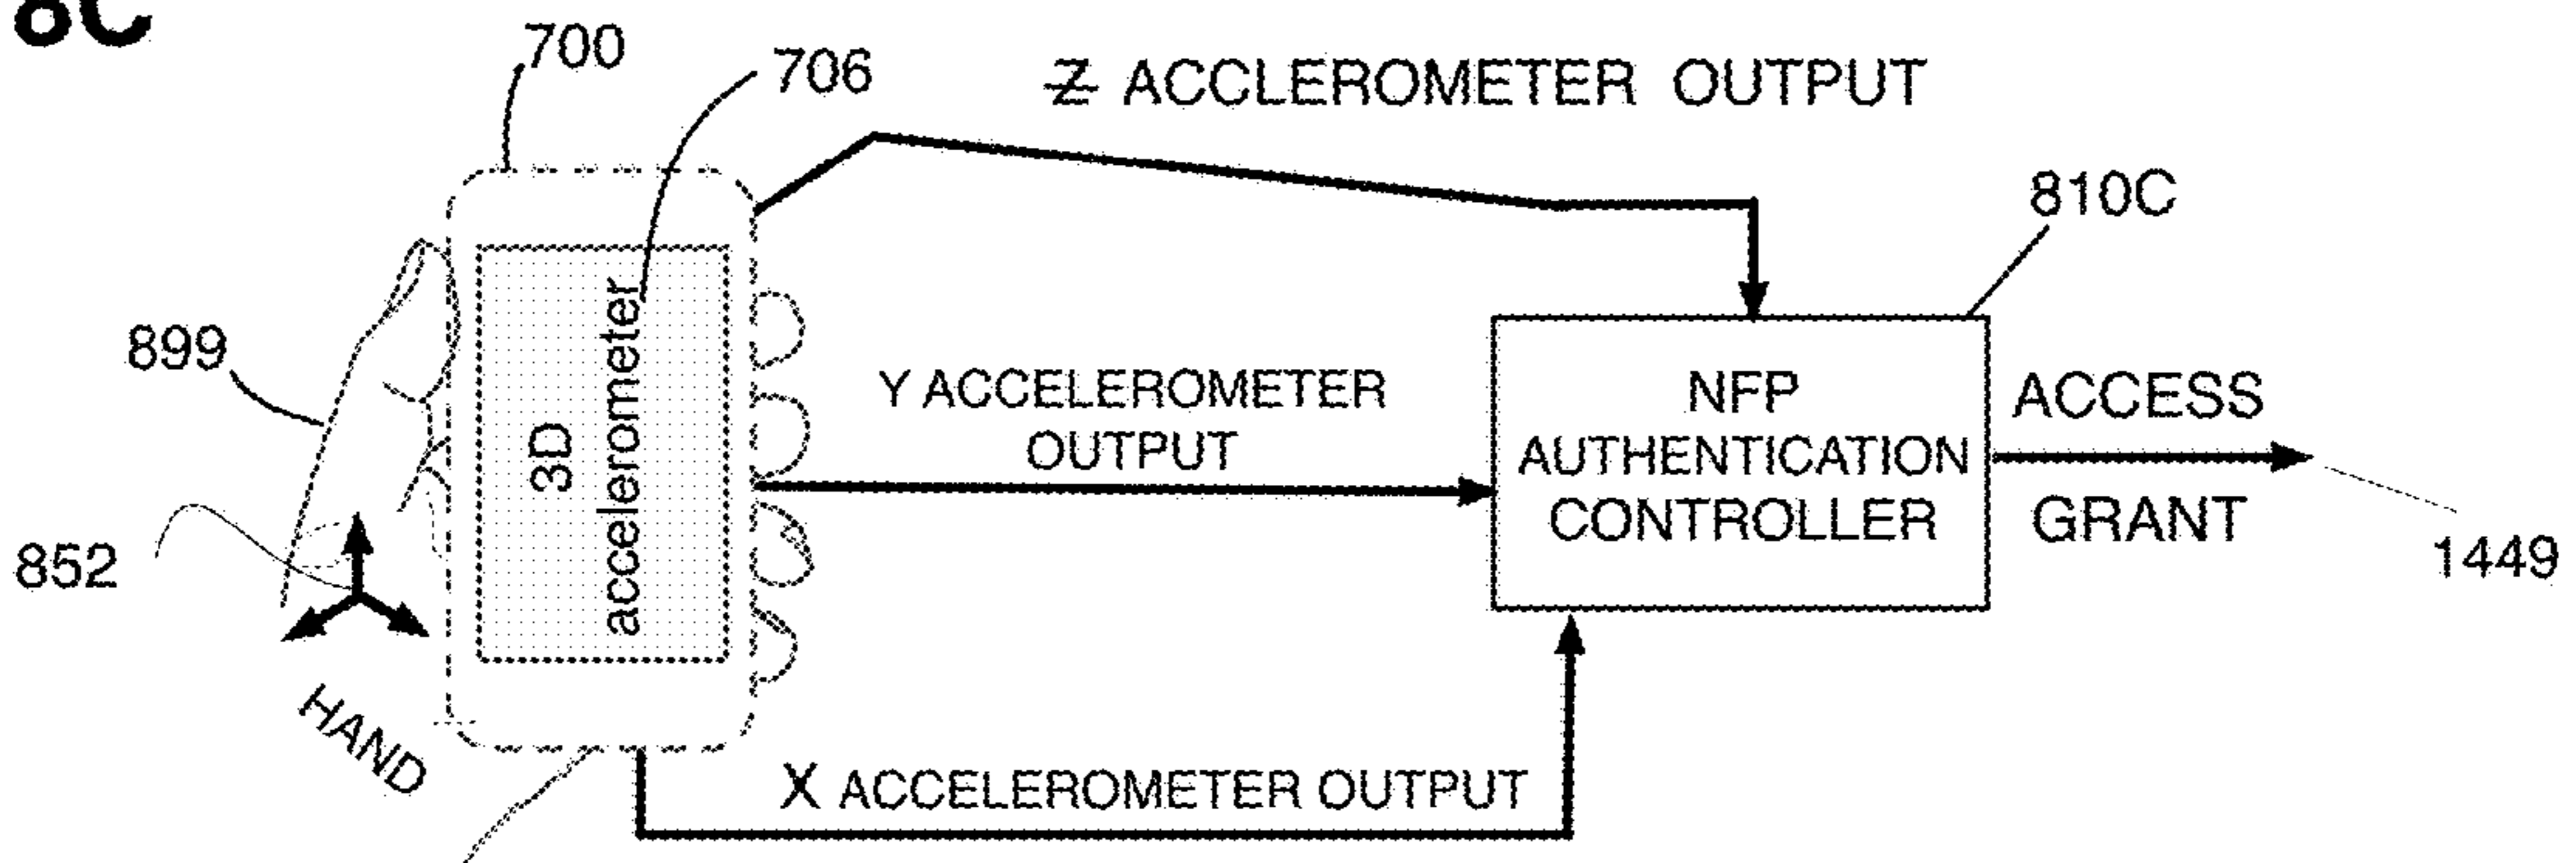 8C
700
706
Z ACCLEROMETER OUTPUT
810C
899
3D
accelerometer
Y ACCELEROMETER
OUTPUT
NFP
AUTHENTICATION
CONTROLLER
ACCESS
GRANT
852
1449
HAND
X ACCELEROMETER OUTPUT